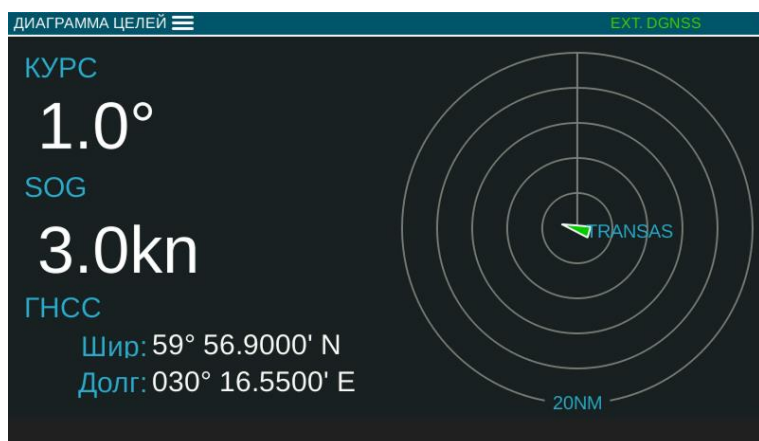 ДИАГРАММА ЦЕЛЕЙ
EXT. DGNSS
КУРС
1.0°
SOG
3.0kn
ГНСС
Шир: 59° 56.9000' N
Долг: 030° 16.5500' E
TRANSAS
20NM